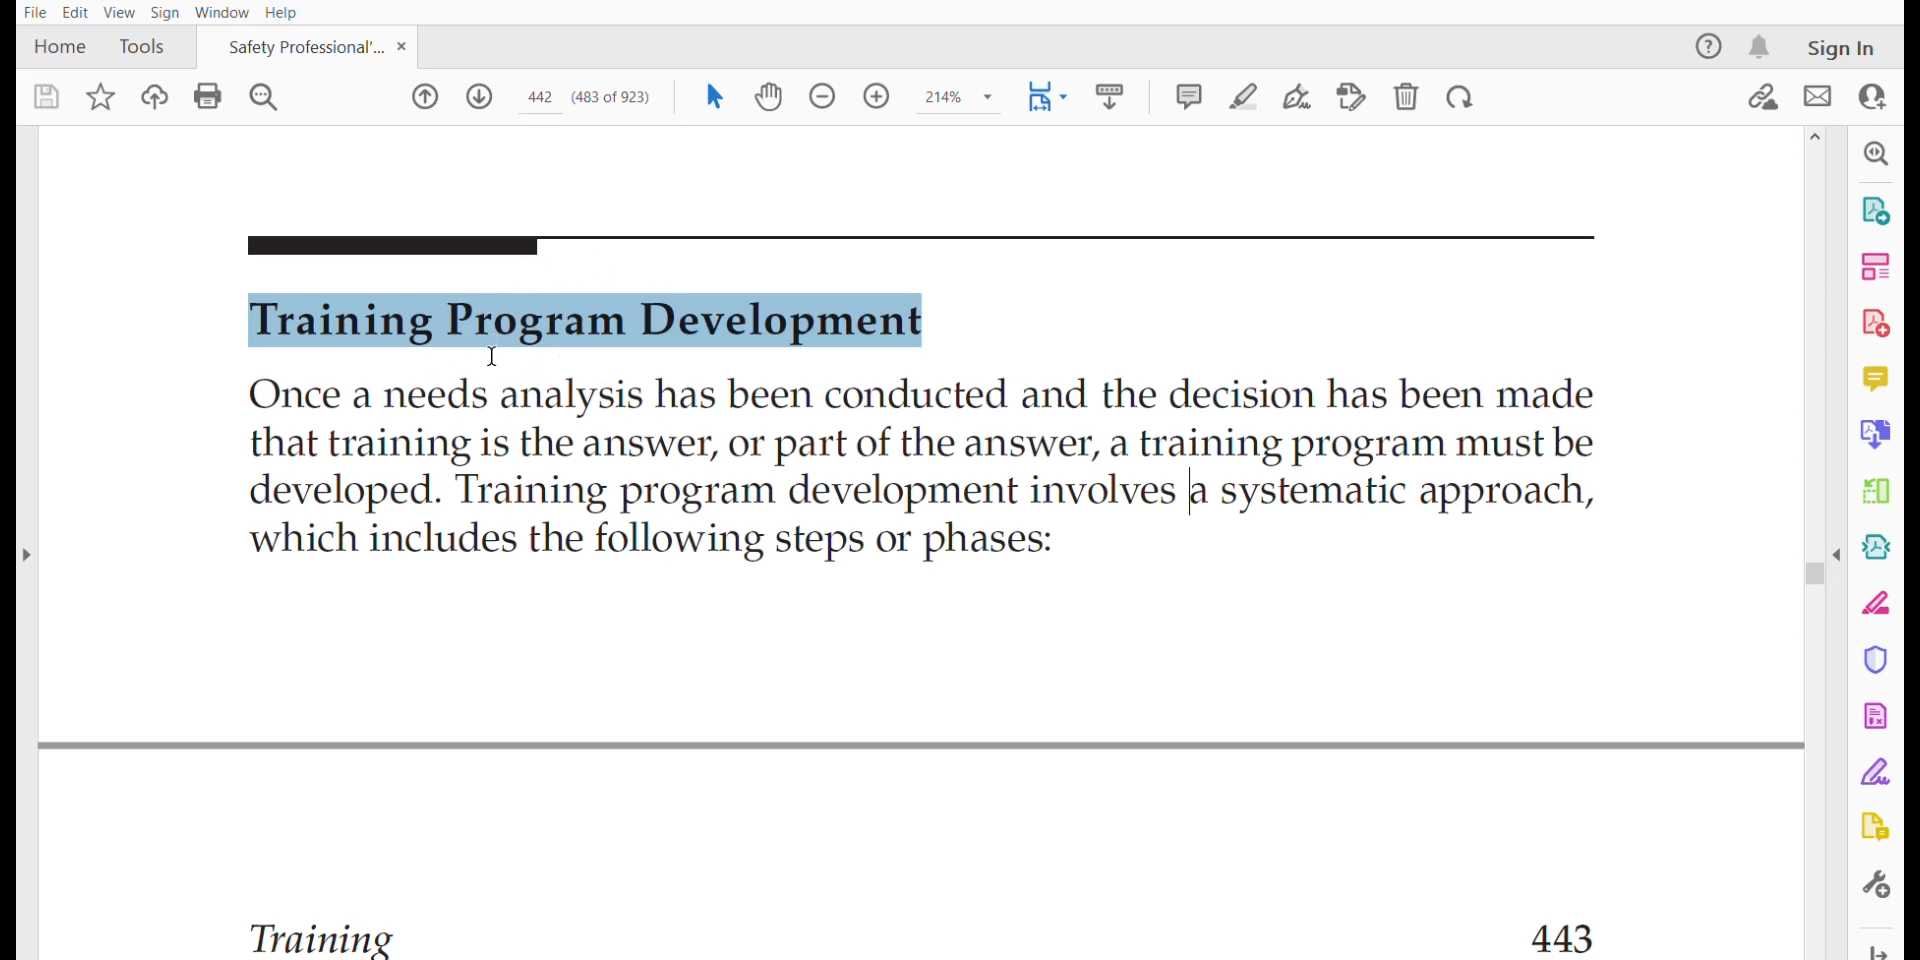 File Edit View Sign Window Help
Home Tools Safety Professional’... × Sign In
442 (483 of 923) 214%
Training Program Development
Once a needs analysis has been conducted and the decision has been made
that training is the answer, or part of the answer, a training program must be
developed. Training program development involves a systematic approach,
which includes the following steps or phases:
Training 443